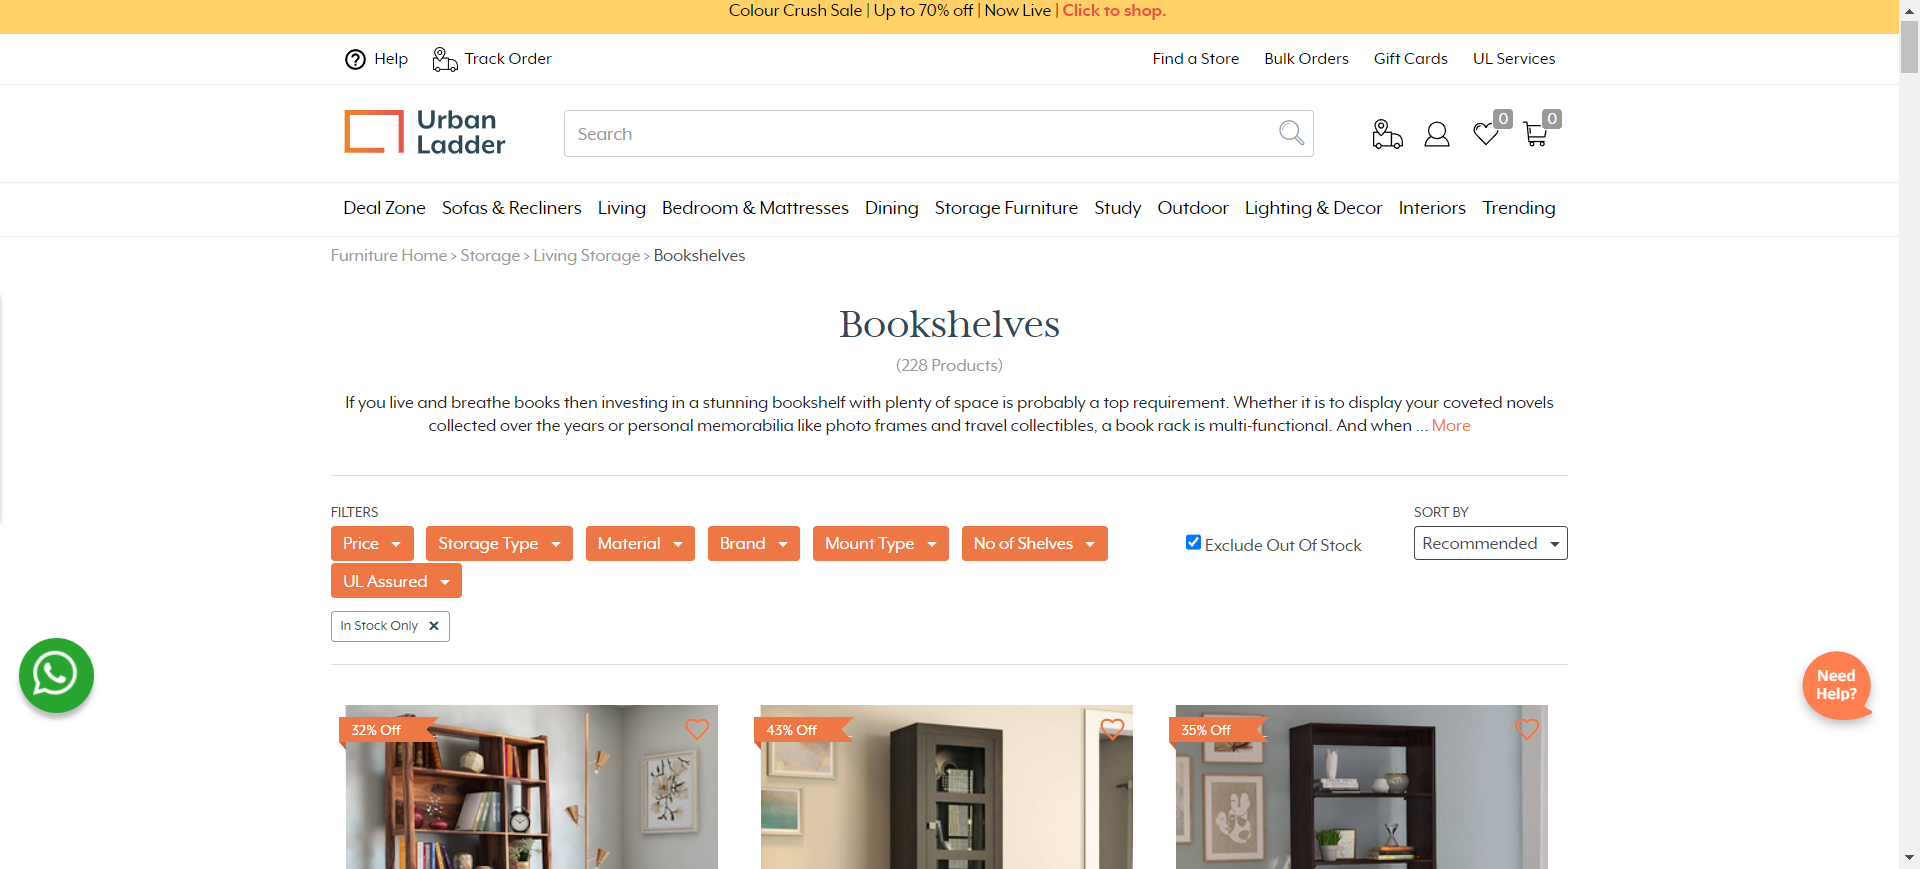 Colour Crush Sale | Up to 70% off | Now Live | Click to shop.
Help Track Order Find a Store Bulk Orders Gift Cards UL Services
Urban
Ladder
Search
0 0
Deal Zone Sofas & Recliners Living Bedroom & Mattresses Dining Storage Furniture Study Outdoor Lighting & Decor Interiors Trending
Furniture Home > Storage > Living Storage > Bookshelves
Bookshelves
(228 Products)
If you live and breathe books then investing in a stunning bookshelf with plenty of space is probably a top requirement. Whether it is to display your coveted novels
collected over the years or personal memorabilia like photo frames and travel collectibles, a book rack is multi-functional. And when ... More
FILTERS SORT BY
Price Storage Type Material Brand Mount Type No of Shelves Exclude Out Of Stock Recommended
UL Assured
In Stock Only ×
Need
Help?
32% Off 43% Off 35% Off